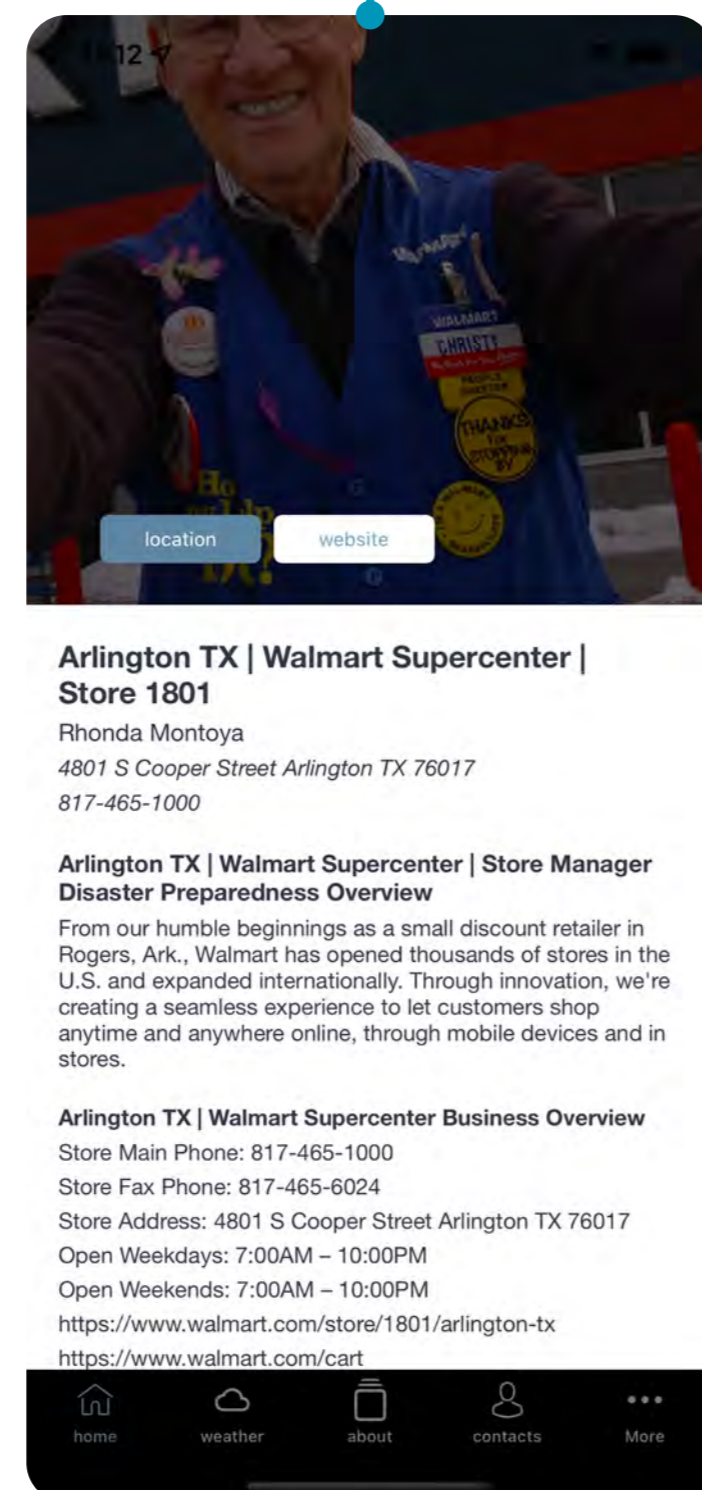 12
WALMART
CHRISTY
PEOPLE
GREETER
THANKS
FOR
STOPPING
BY
Ho
lp
location
website
Arlington TX | Walmart Supercenter |
Store 1801
Rhonda Montoya
4801 S Cooper Street Arlington TX 76017
817-465-1000
Arlington TX | Walmart Supercenter | Store Manager
Disaster Preparedness Overview
From our humble beginnings as a small discount retailer in
Rogers, Ark., Walmart has opened thousands of stores in the
U.S. and expanded internationally. Through innovation, we're
creating a seamless experience to let customers shop
anytime and anywhere online, through mobile devices and in
stores.
Arlington TX | Walmart Supercenter Business Overview
Store Main Phone: 817-465-1000
Store Fax Phone: 817-465-6024
Store Address: 4801 S Cooper Street Arlington TX 76017
Open Weekdays: 7:00AM – 10:00PM
Open Weekends: 7:00AM – 10:00PM
https://www.walmart.com/store/1801/arlington-tx
https://www.walmart.com/cart
home
weather
about
contacts
More